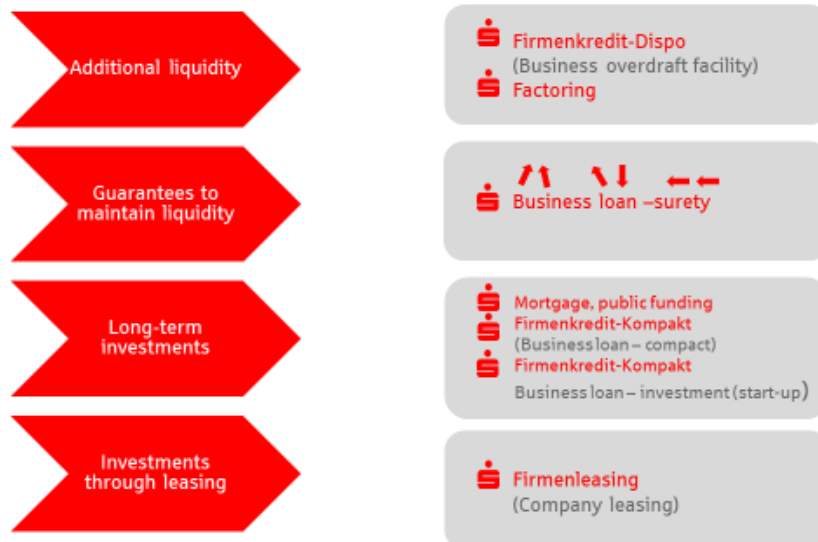 Additional liquidity
Firmenkredit-Dispo
(Business overdraft facility)
Factoring
Guarantees to
maintain liquidity
Business loan –surety
Long-term
investments
Mortgage, public funding
Firmenkredit-Kompakt
(Business loan – compact)
Firmenkredit-Kompakt
Business loan – investment (start-up)
Investments
through leasing
Firmenleasing
(Company leasing)